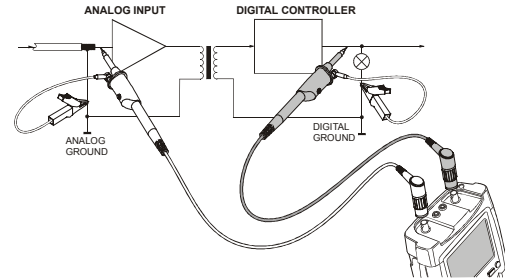 ANALOG INPUT
DIGITAL CONTROLLER
ANALOG
GROUND
DIGITAL
GROUND